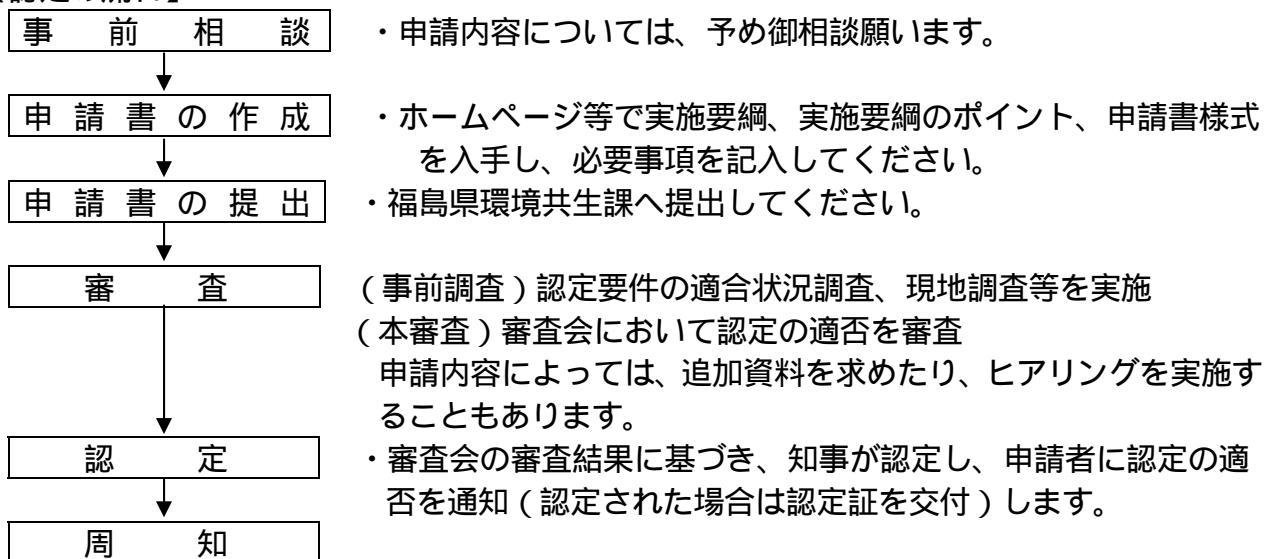 事前相談 ・申請内容については、予め御相談願います。
申請書の作成 ・ホームページ等で実施要綱、実施要綱のポイント、申請書様式
を入手し、必要事項を記入してください。
申請書の提出 ・福島県環境共生課へ提出してください。
審査 (事前調査)認定要件の適合状況調査、現地調査等を実施
(本審査)審査会において認定の適否を審査
申請内容によっては、追加資料を求めたり、ヒアリングを実施す
ることもあります。
認定 ・審査会の審査結果に基づき、知事が認定し、申請者に認定の適
否を通知(認定された場合は認定証を交付)します。
周知